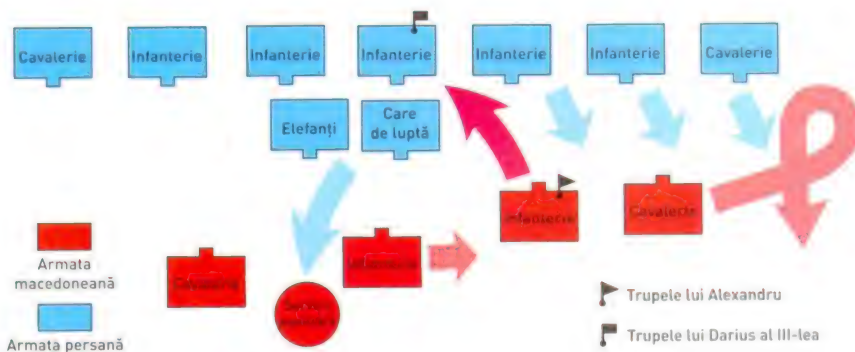 Cavalerie
Infanterie
Infanterie
Infanterie
Infanterie
Infanterie
Cavalerie
Elefanți
Care
de luptă
Infanterie
Cavalerie
Cavalerie
Infanterie
Armata
macedoneană
Armata persană
Trupele lui Alexandru
Trupele lui Darius al III-lea